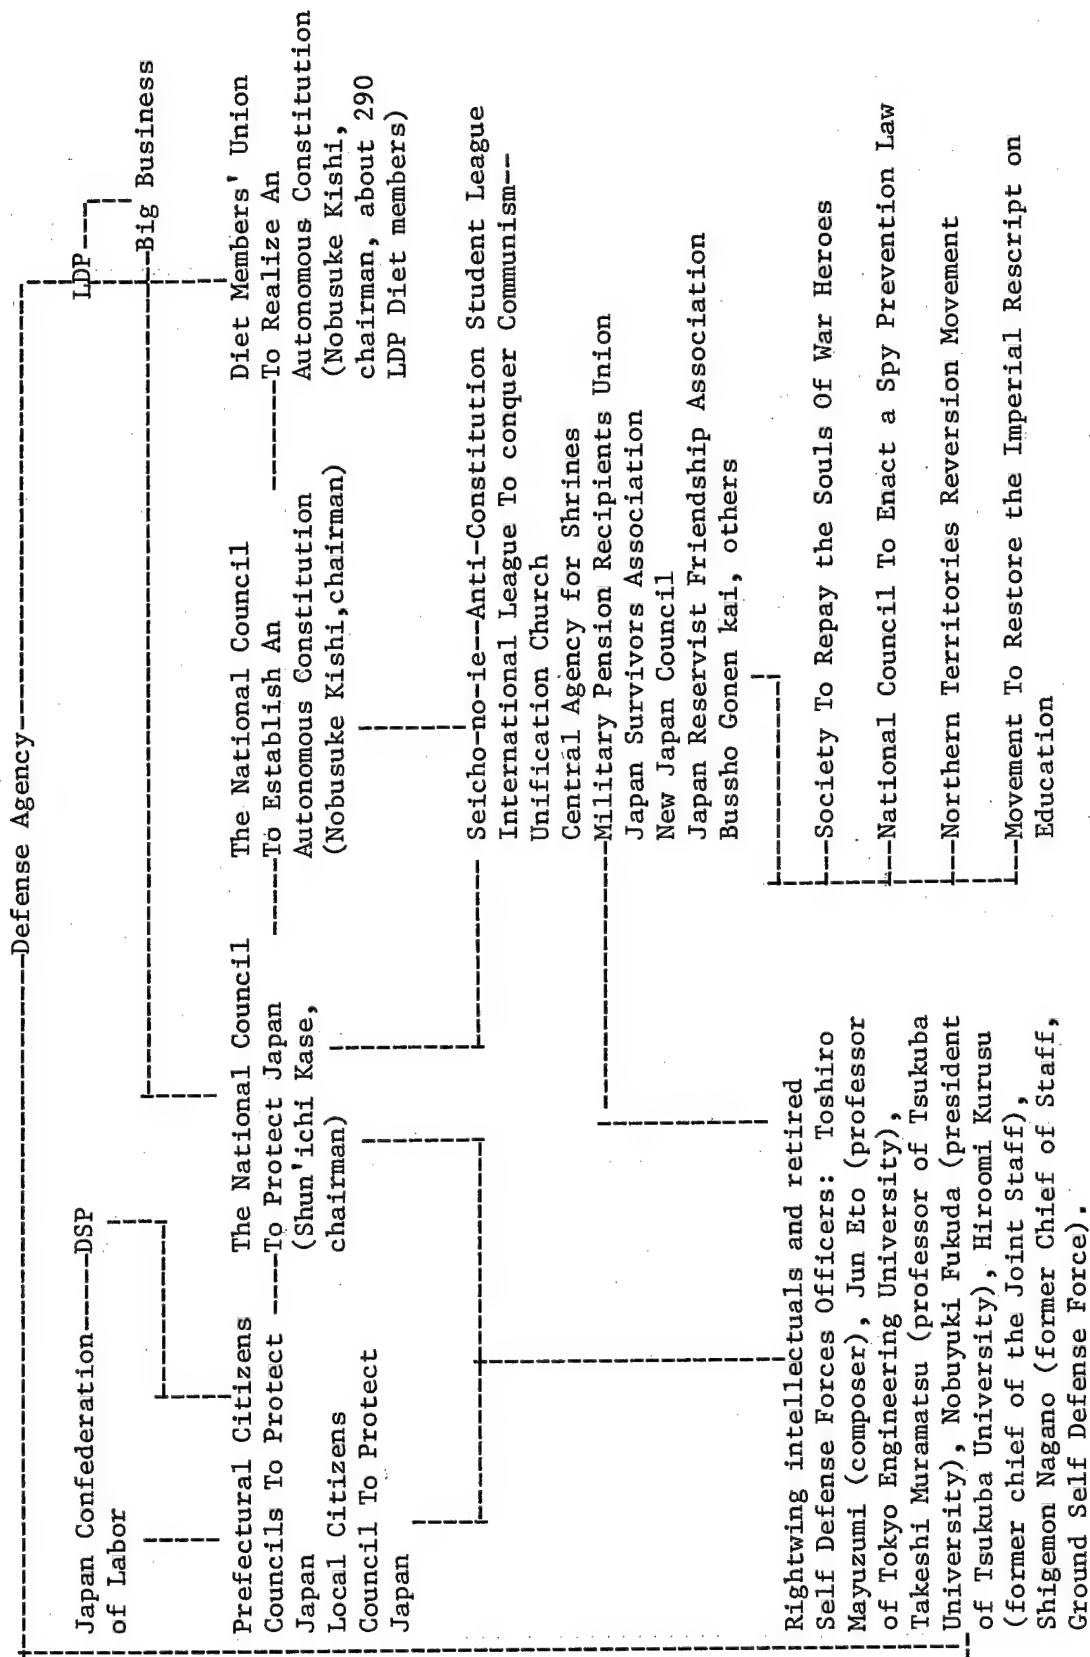 Defense Agency
Japan Confederation------DSP
of Labor
LDP
Big Business
Prefectural Citizens
Councils To Protect
Japan
Local Citizens
Council To Protect
Japan
The National Council
To Protect Japan
(Shun'ichi Kase,
chairman)
The National Council
To Establish An
Autonomous Constitution
(Nobusuke Kishi,chairman)
Diet Members' Union
To Realize An
Autonomous Constitution
(Nobusuke Kishi,
chairman, about 290
LDP Diet members)
Seicho-no-ie---Anti-Constitution Student League
International League To conquer Communism--
Unification Church
Central Agency for Shrines
Military Pension Recipients Union
Japan Survivors Association
New Japan Council
Japan Reservist Friendship Association
Bussho Gonen kai, others
Society To Repay the Souls Of War Heroes
National Council To Enact a Spy Prevention Law
Northern Territories Reversion Movement
Movement To Restore the Imperial Rescript on
Education
Rightwing intellectuals and retired
Self Defense Forces Officers: Toshiro
Mayuzumi (composer), Jun Eto (professor
of Tokyo Engineering University),
Takeshi Muramatsu (professor of Tsukuba
University), Nobuyuki Fukuda (president
of Tsukuba University), Hiroomi Kurusu
(former chief of the Joint Staff),
Shigemon Nagano (former Chief of Staff,
Ground Self Defense Force).